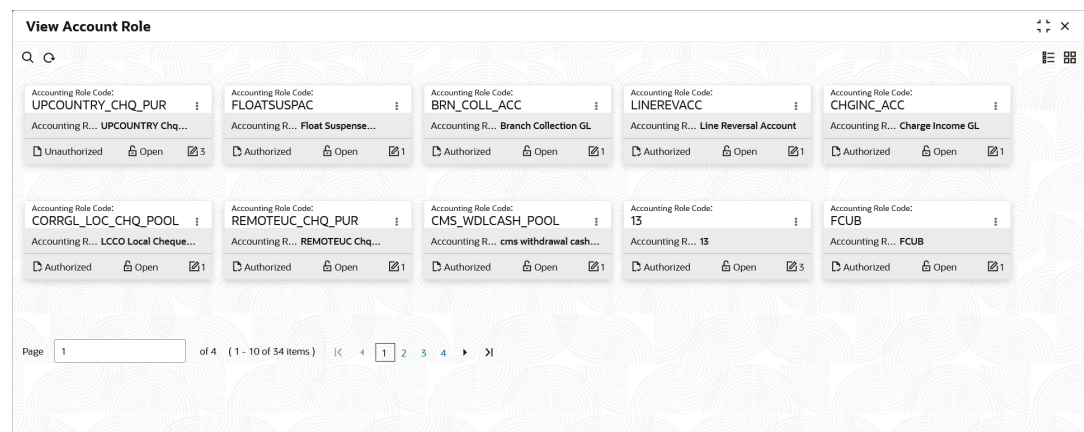 View Account Role
Accounting Role Code: Accounting Role Code: Accounting Role Code: Accounting Role Code: Accounting Role Code:
UPCOUNTRY_CHQ_PUR FLOATSUSPAC BRN_COLL_ACC LINEREVACC CHGINC_ACC
Accounting R... UPCOUNTRY Chq... Accounting R... Float Suspense... Accounting R... Branch Collection GL Accounting R... Line Reversal Account Accounting R... Charge Income GL
Unauthorized Open 3 Authorized Open 1 Authorized Open 1 Authorized Open 1 Authorized Open 1
Accounting Role Code: Accounting Role Code: Accounting Role Code: Accounting Role Code: Accounting Role Code:
CORRGL_LOC_CHQ_POOL REMOTEUC_CHQ_PUR CMS_WDLCASH_POOL 13 FCUB
Accounting R... LCCO Local Cheque... Accounting R... REMOTEUC Chq... Accounting R... cms withdrawal cash... Accounting R... 13 Accounting R... FCUB
Authorized Open 1 Authorized Open 1 Authorized Open 1 Authorized Open 3 Authorized Open 1
Page 1 of 4 ( 1 - 10 of 34 items ) 1 2 3 4